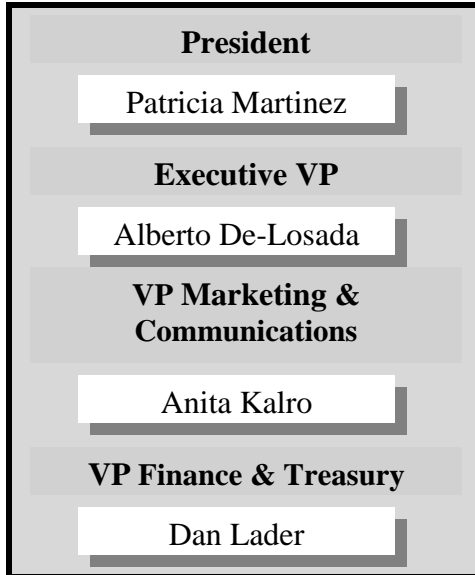 President
Patricia Martinez
Executive VP
Alberto De-Losada
VP Marketing &
Communications
Anita Kalro
VP Finance & Treasury
Dan Lader